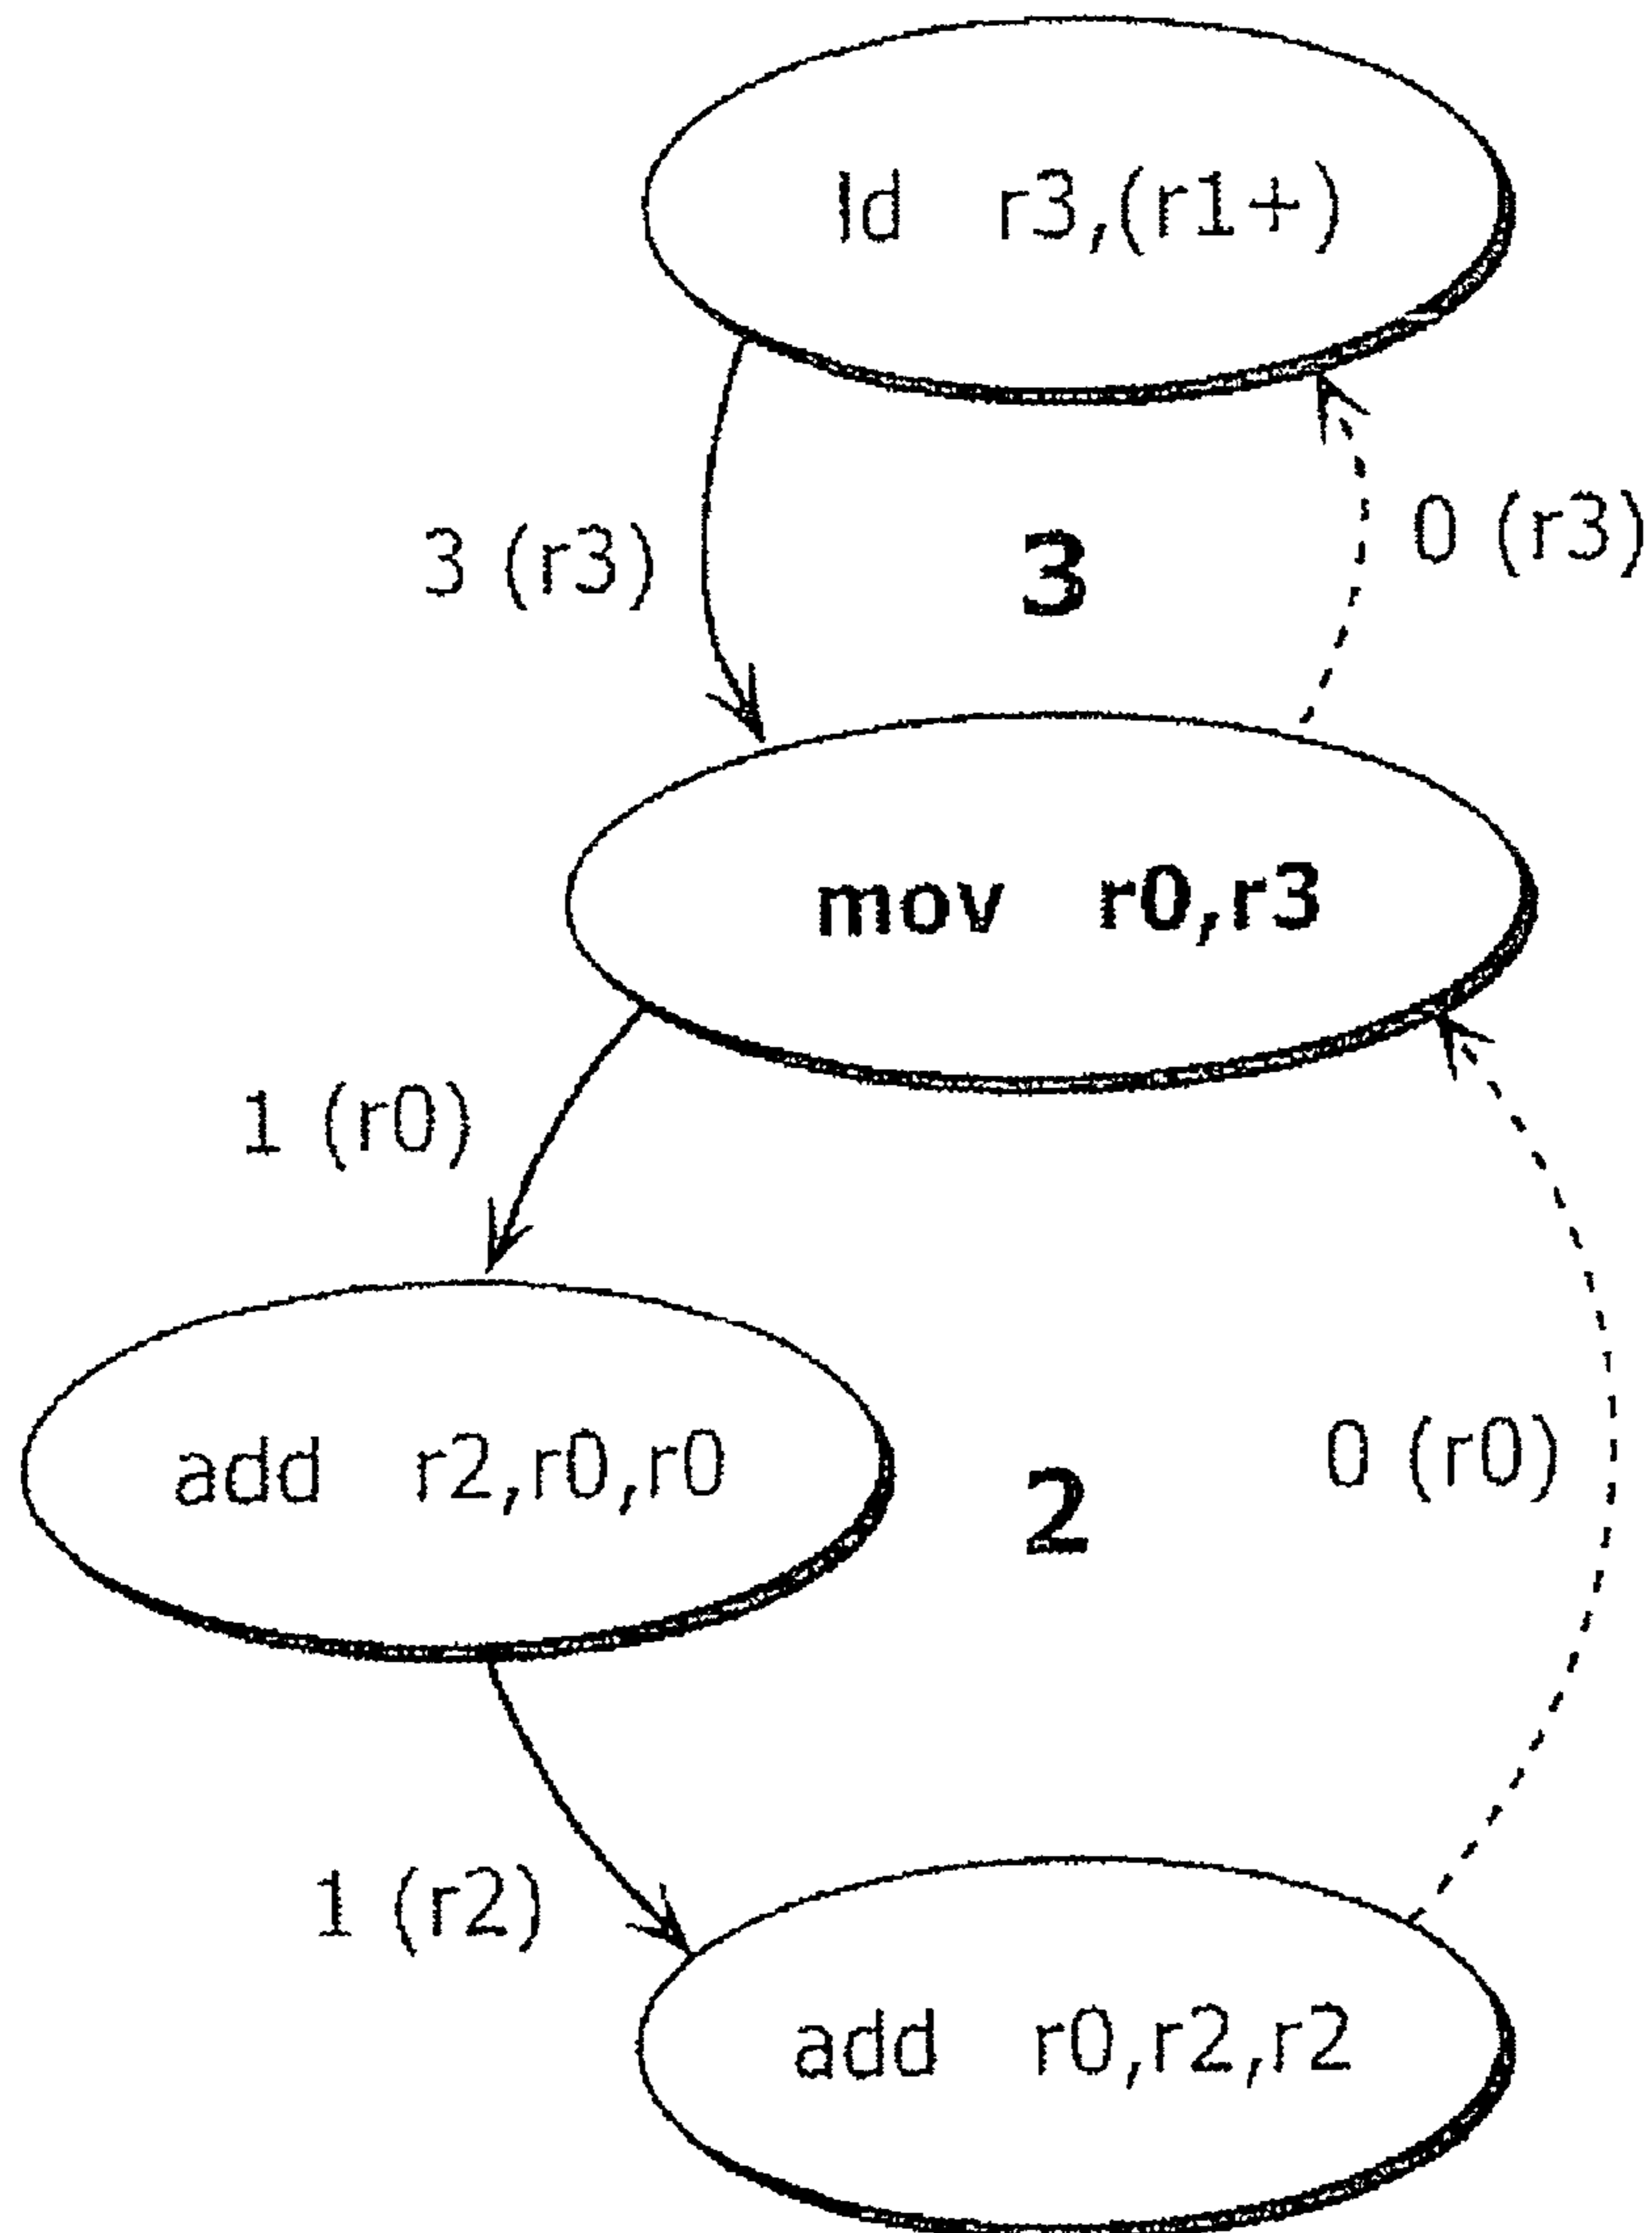 ld r3,(r1+)
3 (r3)
3
0 (r3)
mov r0,r3
1 (r0)
add r2,r0,r0
2
0 (r0)
1 (r2)
add r0,r2,r2